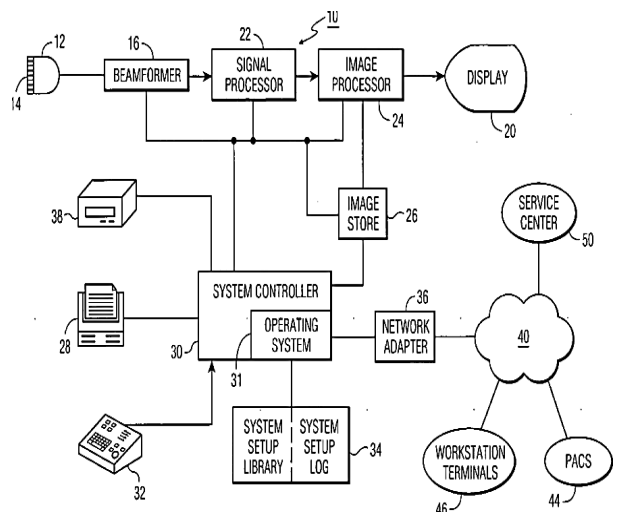 10
12
22
16
SIGNAL
PROCESSOR
IMAGE
PROCESSOR
BEAMFORMER
DISPLAY
14
24
20
38
IMAGE
STORE
26
SERVICE
CENTER
50
SYSTEM CONTROLLER
36
28
OPERATING
SYSTEM
NETWORK
ADAPTER
40
30
31
32
SYSTEM
SETUP
LIBRARY
SYSTEM
SETUP
LOG
34
WORKSTATION
TERMINALS
PACS
46
44